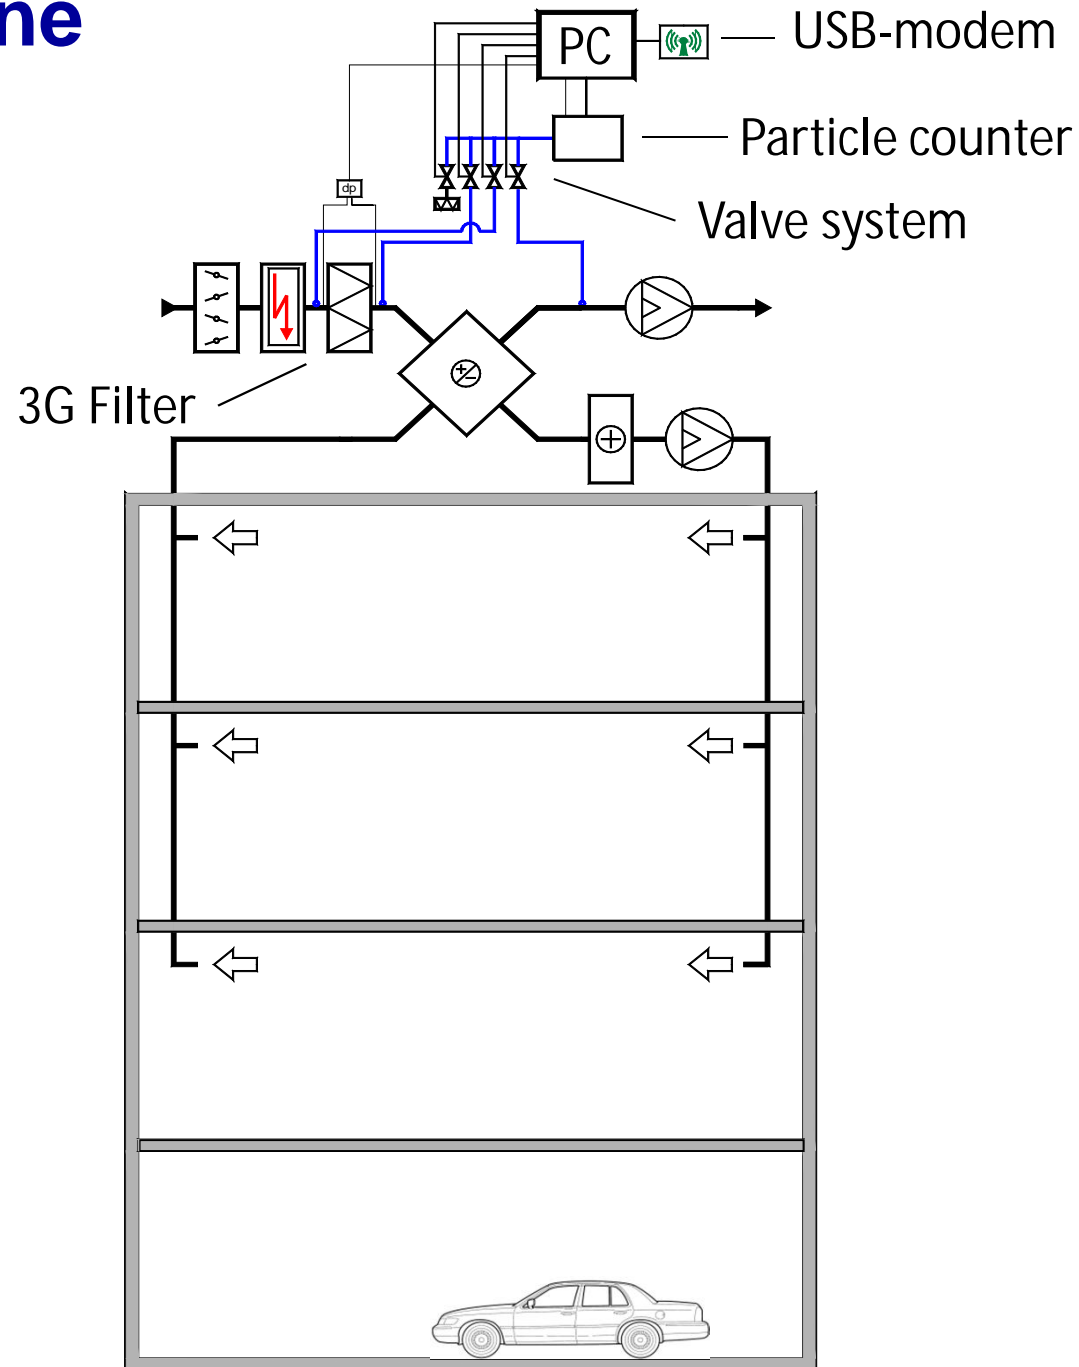 ne
PC
USB-modem
Particle counter
dp
Valve system
3G Filter